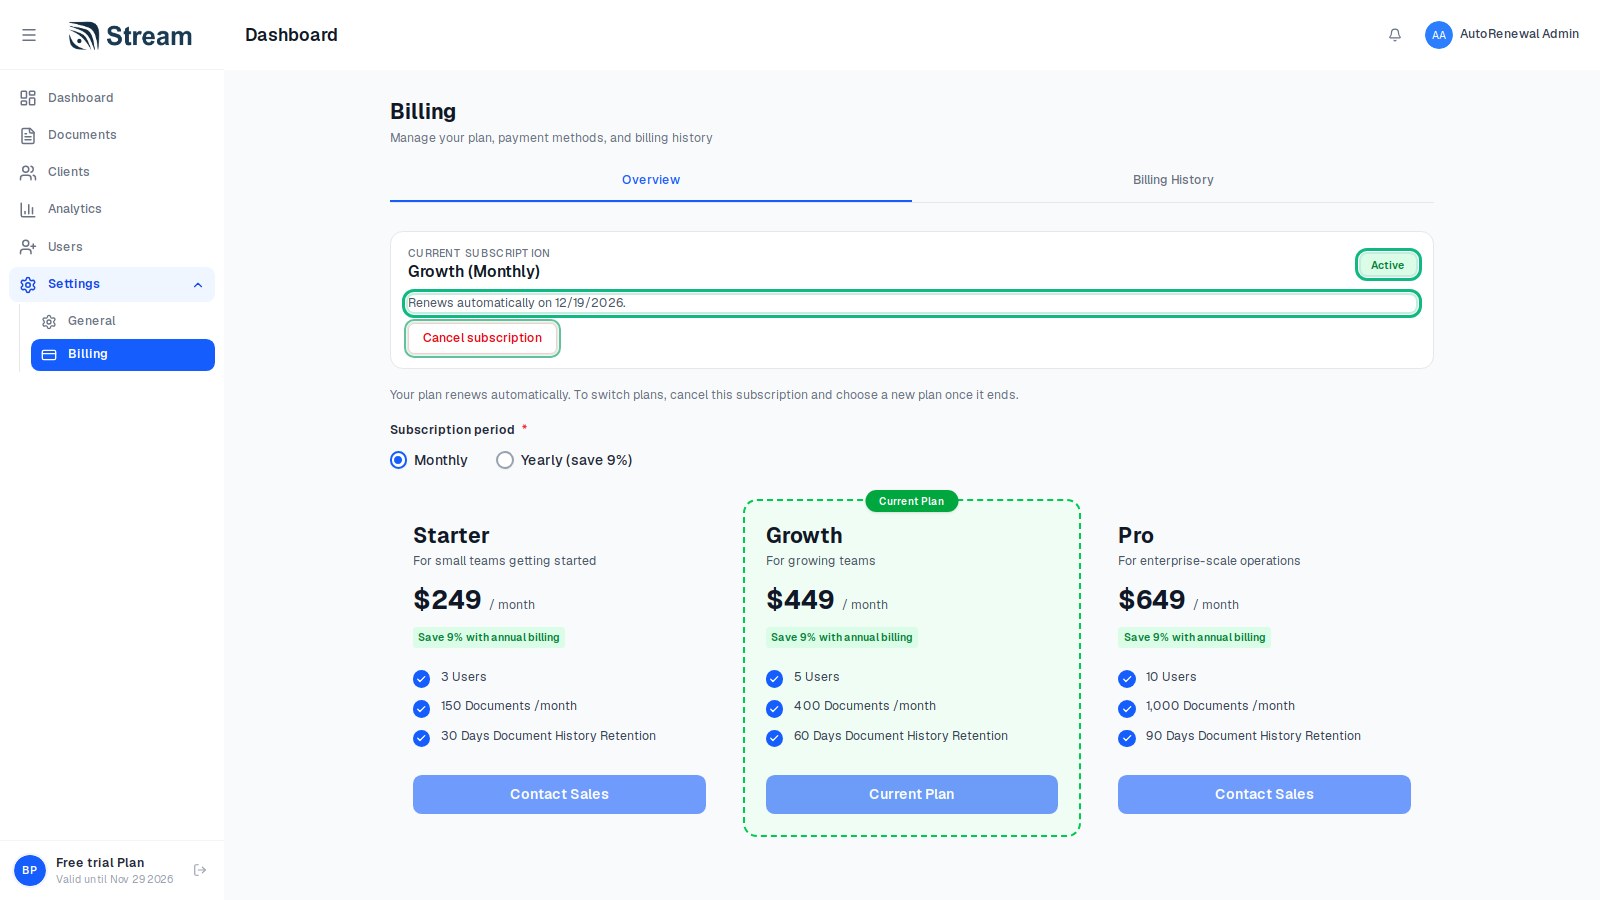 Stream
Dashboard
AA
AutoRenewal Admin
Dashboard
Documents
Clients
Analytics
Users
Settings
General
Billing
Free trial Plan
BP
Valid until Nov 29 2026
Billing
Manage your plan, payment methods, and billing history
Overview
Billing History
CURRENT SUBSCRIPTION
Growth (Monthly)
Active
Renews automatically on 12/19/2026.
Cancel subscription
Your plan renews automatically. To switch plans, cancel this subscription and choose a new plan once it ends.
Subscription period *
Monthly
Yearly (save 9%)
Starter
For small teams getting started
$249 / month
Save 9% with annual billing
3 Users
150 Documents /month
30 Days Document History Retention
Contact Sales
Current Plan
Growth
For growing teams
$449 / month
Save 9% with annual billing
5 Users
400 Documents /month
60 Days Document History Retention
Current Plan
Pro
For enterprise-scale operations
$649 / month
Save 9% with annual billing
10 Users
1,000 Documents /month
90 Days Document History Retention
Contact Sales